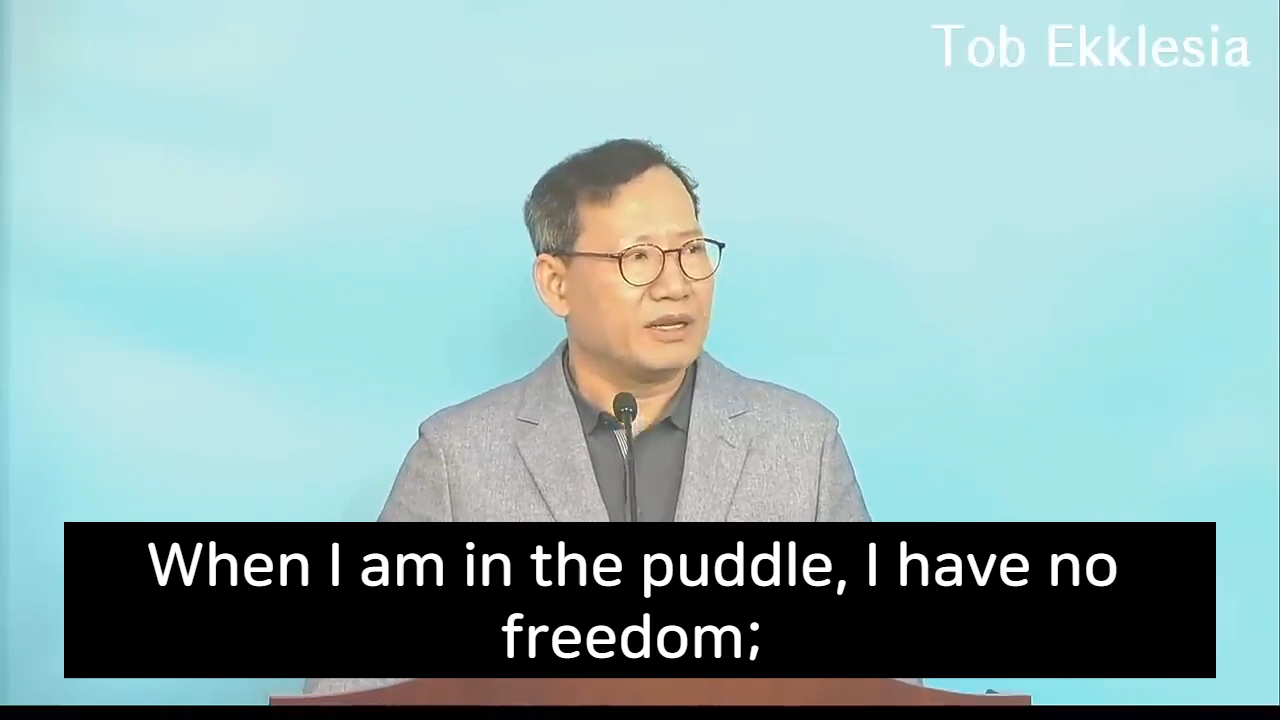 Tob Ekklesia
When I am in the puddle, I have no
freedom;